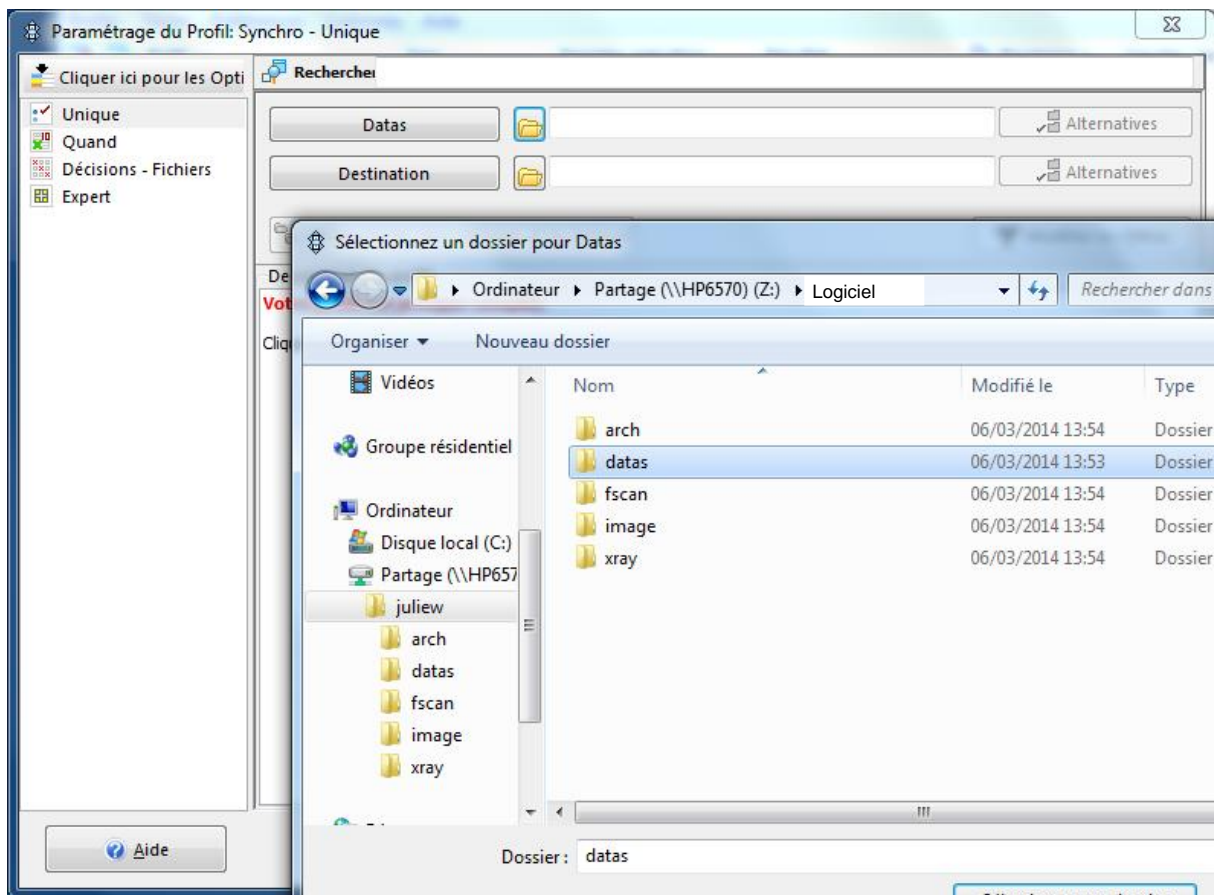 Paramétrage du Profil: Synchro - Unique
Cliquer ici pour les Opti
Rechercher
Unique
Quand
Décisions - Fichiers
Expert
Datas
Alternatives
Destination
Alternatives
De
Vot
Cliqu
Sélectionnez un dossier pour Datas
Ordinateur ▸ Partage (\\HP6570) (Z:) ▸ Logiciel
Rechercher dans
Organiser
Nouveau dossier
Vidéos
Groupe résidentiel
Ordinateur
Disque local (C:)
Partage (\\HP657
juliew
arch
datas
fscan
image
xray
Nom Modifié le Type
arch 06/03/2014 13:54 Dossier
datas 06/03/2014 13:53 Dossier
fscan 06/03/2014 13:54 Dossier
image 06/03/2014 13:54 Dossier
xray 06/03/2014 13:54 Dossier
Dossier : datas
Aide